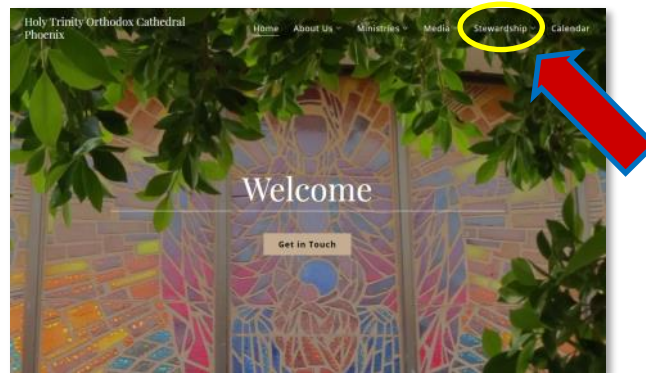 Holy Trinity Orthodox Cathedral
Phoenix
Home About Us Ministries Media Stewardship Calendar
Welcome
Get in Touch